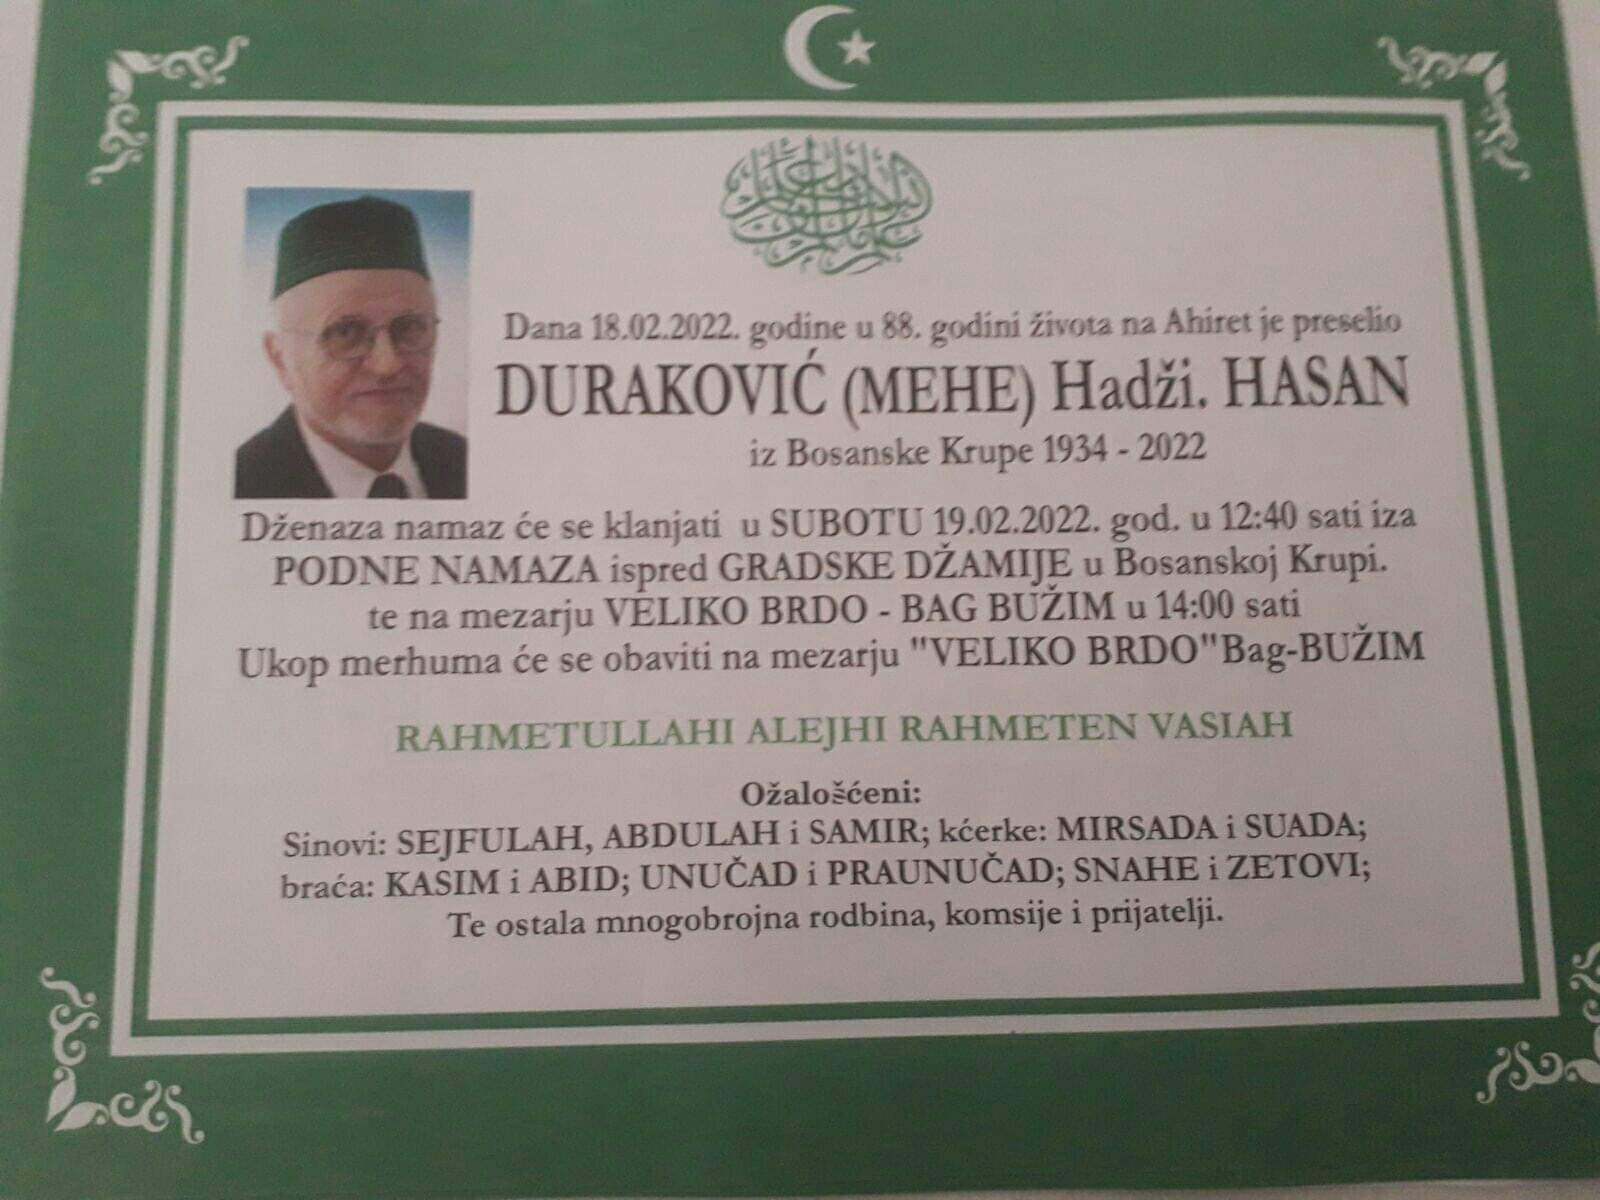 Dana 18.02.2022. godine u 88. godini života na Ahiret je preselio
DURAKOVIĆ (MEHE) Hadži. HASAN
iz Bosanske Krupe 1934 - 2022
Dženaza namaz će se klanjati u SUBOTU 19.02.2022. god. u 12:40 sati iza
PODNE NAMAZA ispred GRADSKE DŽAMIJE u Bosanskoj Krupi.
te na mezarju VELIKO BRDO - BAG BUŽIM u 14:00 sati
Ukop merhuma će se obaviti na mezarju "VELIKO BRDO"Bag-BUŽIM
RAHMETULLAHI ALEJHI RAHMETEN VASIAH
Ožalošćeni:
Sinovi: SEJFULAH, ABDULAH i SAMIR; kćerke: MIRSADA i SUADA;
braća: KASIM i ABID; UNUČAD i PRAUNUČAD; SNAHE i ZETOVI;
Te ostala mnogobrojna rodbina, komsije i prijatelji.